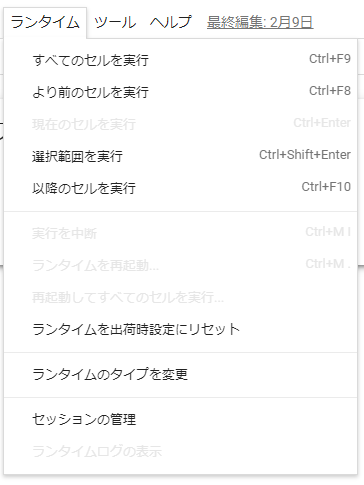 ランタイム ツール ヘルプ 最終編集: 2月9日
すべてのセルを実行 Ctrl+F9
より前のセルを実行 Ctrl+F8
現在のセルを実行 Ctrl+Enter
選択範囲を実行 Ctrl+Shift+Enter
以降のセルを実行 Ctrl+F10
実行を中断 Ctrl+M I
ランタイムを再起動... Ctrl+M .
再起動してすべてのセルを実行...
ランタイムを出荷時設定にリセット
ランタイムのタイプを変更
セッションの管理
ランタイムログの表示